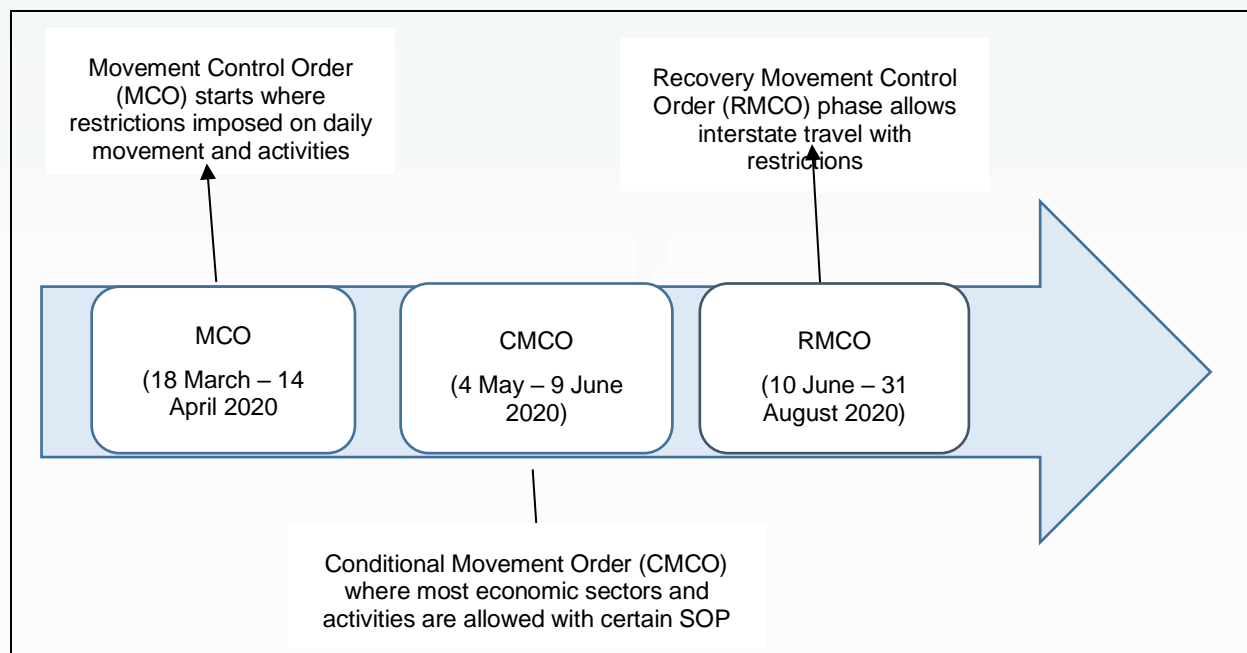 Movement Control Order
(MCO) starts where
restrictions imposed on daily
movement and activities
Recovery Movement Control
Order (RMCO) phase allows
interstate travel with
restrictions
MCO
(18 March – 14
April 2020
CMCO
(4 May – 9 June
2020)
RMCO
(10 June – 31
August 2020)
Conditional Movement Order (CMCO)
where most economic sectors and
activities are allowed with certain SOP